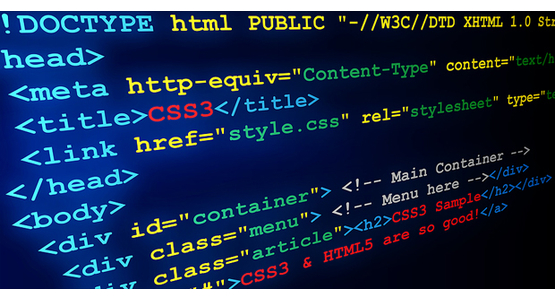 !DOCTYPE html PUBLIC "-//W3C//DTD XHTML 1.0 Str
head>
<meta http-equiv="Content-Type" content="text/h
<title>CSS3</title>
<link href="style.css" rel="stylesheet" type="te
</head>
<body>
<div id="container"> <!-- Main Container -->
<div class="menu"> <!-- Menu here --></div>
div class="article"><h2>CSS3 Sample</h2></div>
#">CSS3 & HTML5 are so good!</a>